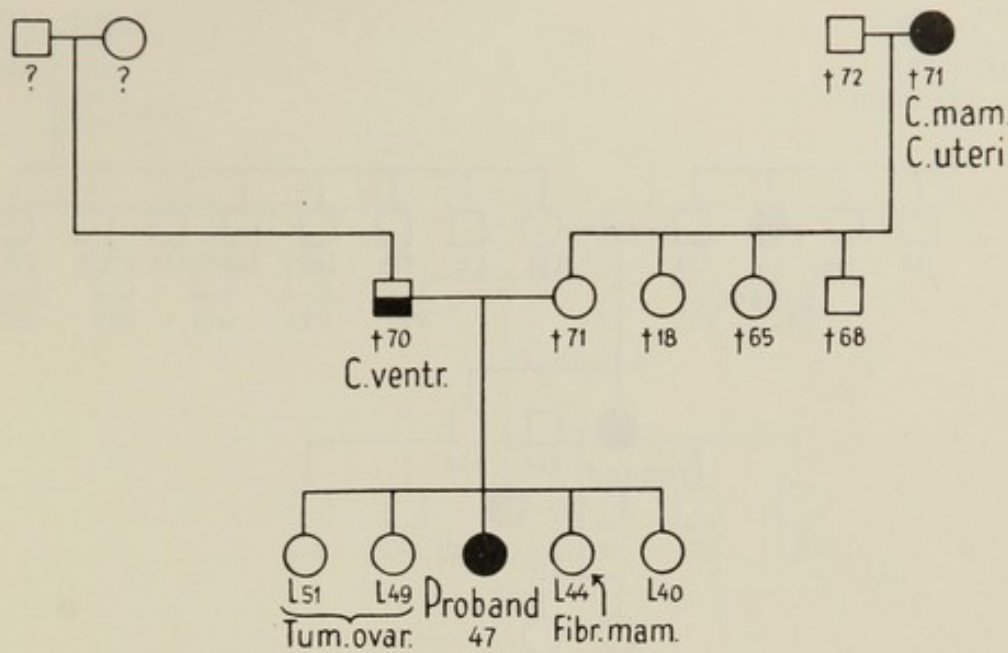 ? ? † 72 † 71
C.mam.
C.uteri
† 70 † 71 † 18 † 65 † 68
C.ventr.
L51 L49 Proband L44 L40
Tum.ovar. 47 Fibr.mam.